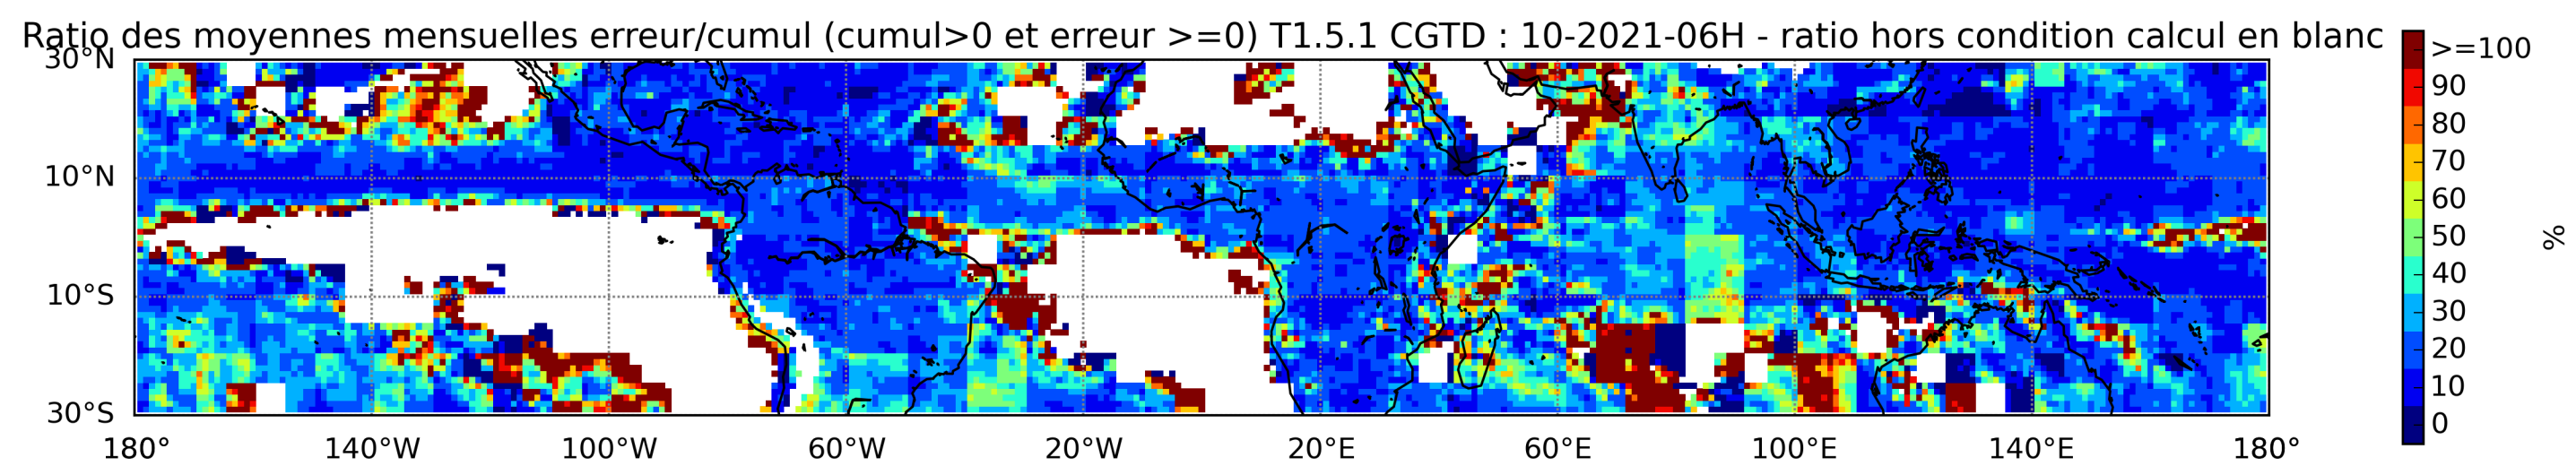 Ratio des moyennes mensuelles erreur/cumul (cumul>0 et erreur >=0) T1.5.1 CGTD : 10-2021-06H - ratio hors condition calcul en blanc
30°N
10°N
10°S
30°S
180° 140°W 100°W 60°W 20°W 20°E 60°E 100°E 140°E 180°
>=100
90
80
70
60
50
40
30
20
10
0
%